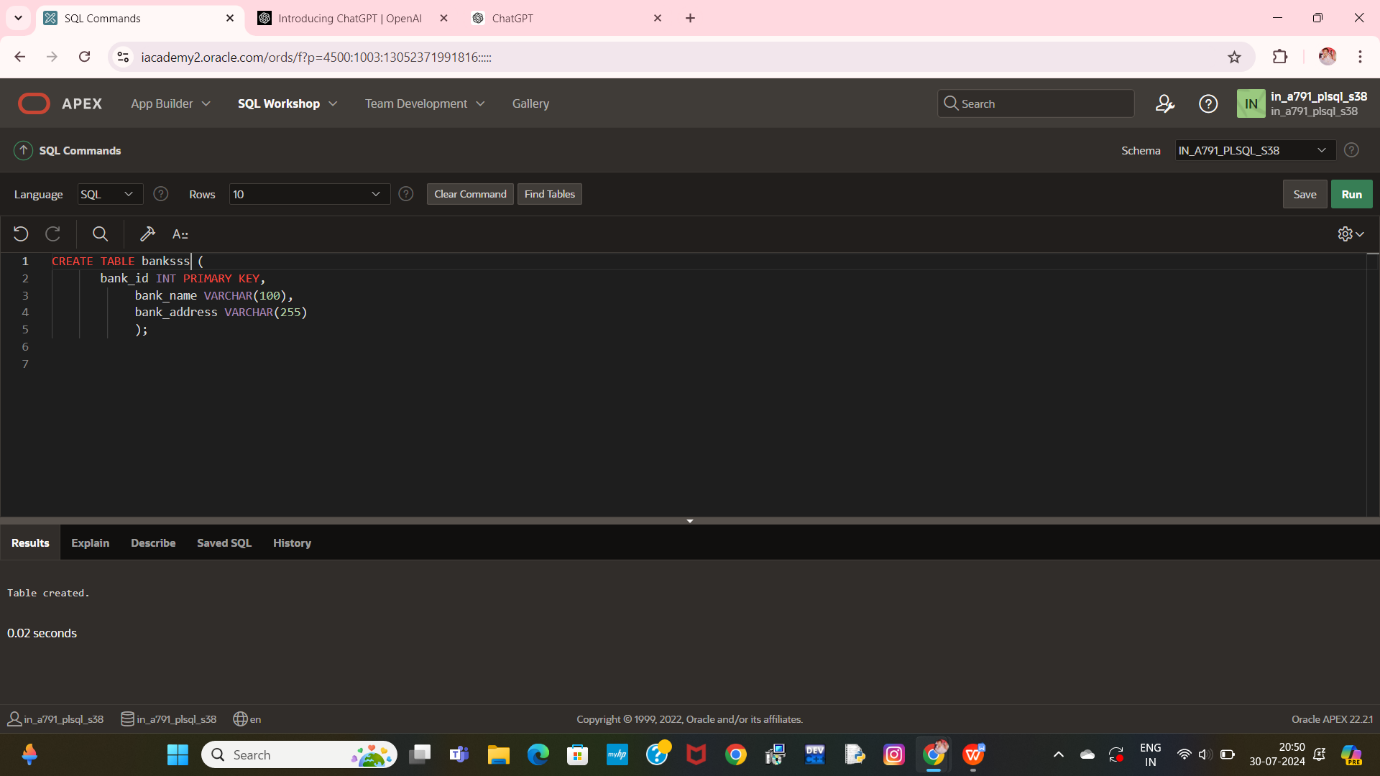 SQL Commands
Introducing ChatGPT | OpenAI
ChatGPT
iacademy2.oracle.com/ords/f?p=4500:1003:13052371991816:::::
APEX App Builder SQL Workshop Team Development Gallery
Search
IN
in_a791_plsql_s38
in_a791_plsql_s38
SQL Commands
Schema IN_A791_PLSQL_S38
Language SQL Rows 10 Clear Command Find Tables Save Run
1 CREATE TABLE banksss (
2 bank_id INT PRIMARY KEY,
3 bank_name VARCHAR(100),
4 bank_address VARCHAR(255)
5 );
6
7
Results Explain Describe Saved SQL History
Table created.
0.02 seconds
in_a791_plsql_s38 in_a791_plsql_s38 en Copyright © 1999, 2022, Oracle and/or its affiliates. Oracle APEX 22.2.1
Search
DEV
ENG
IN
20:50
30-07-2024
PRE